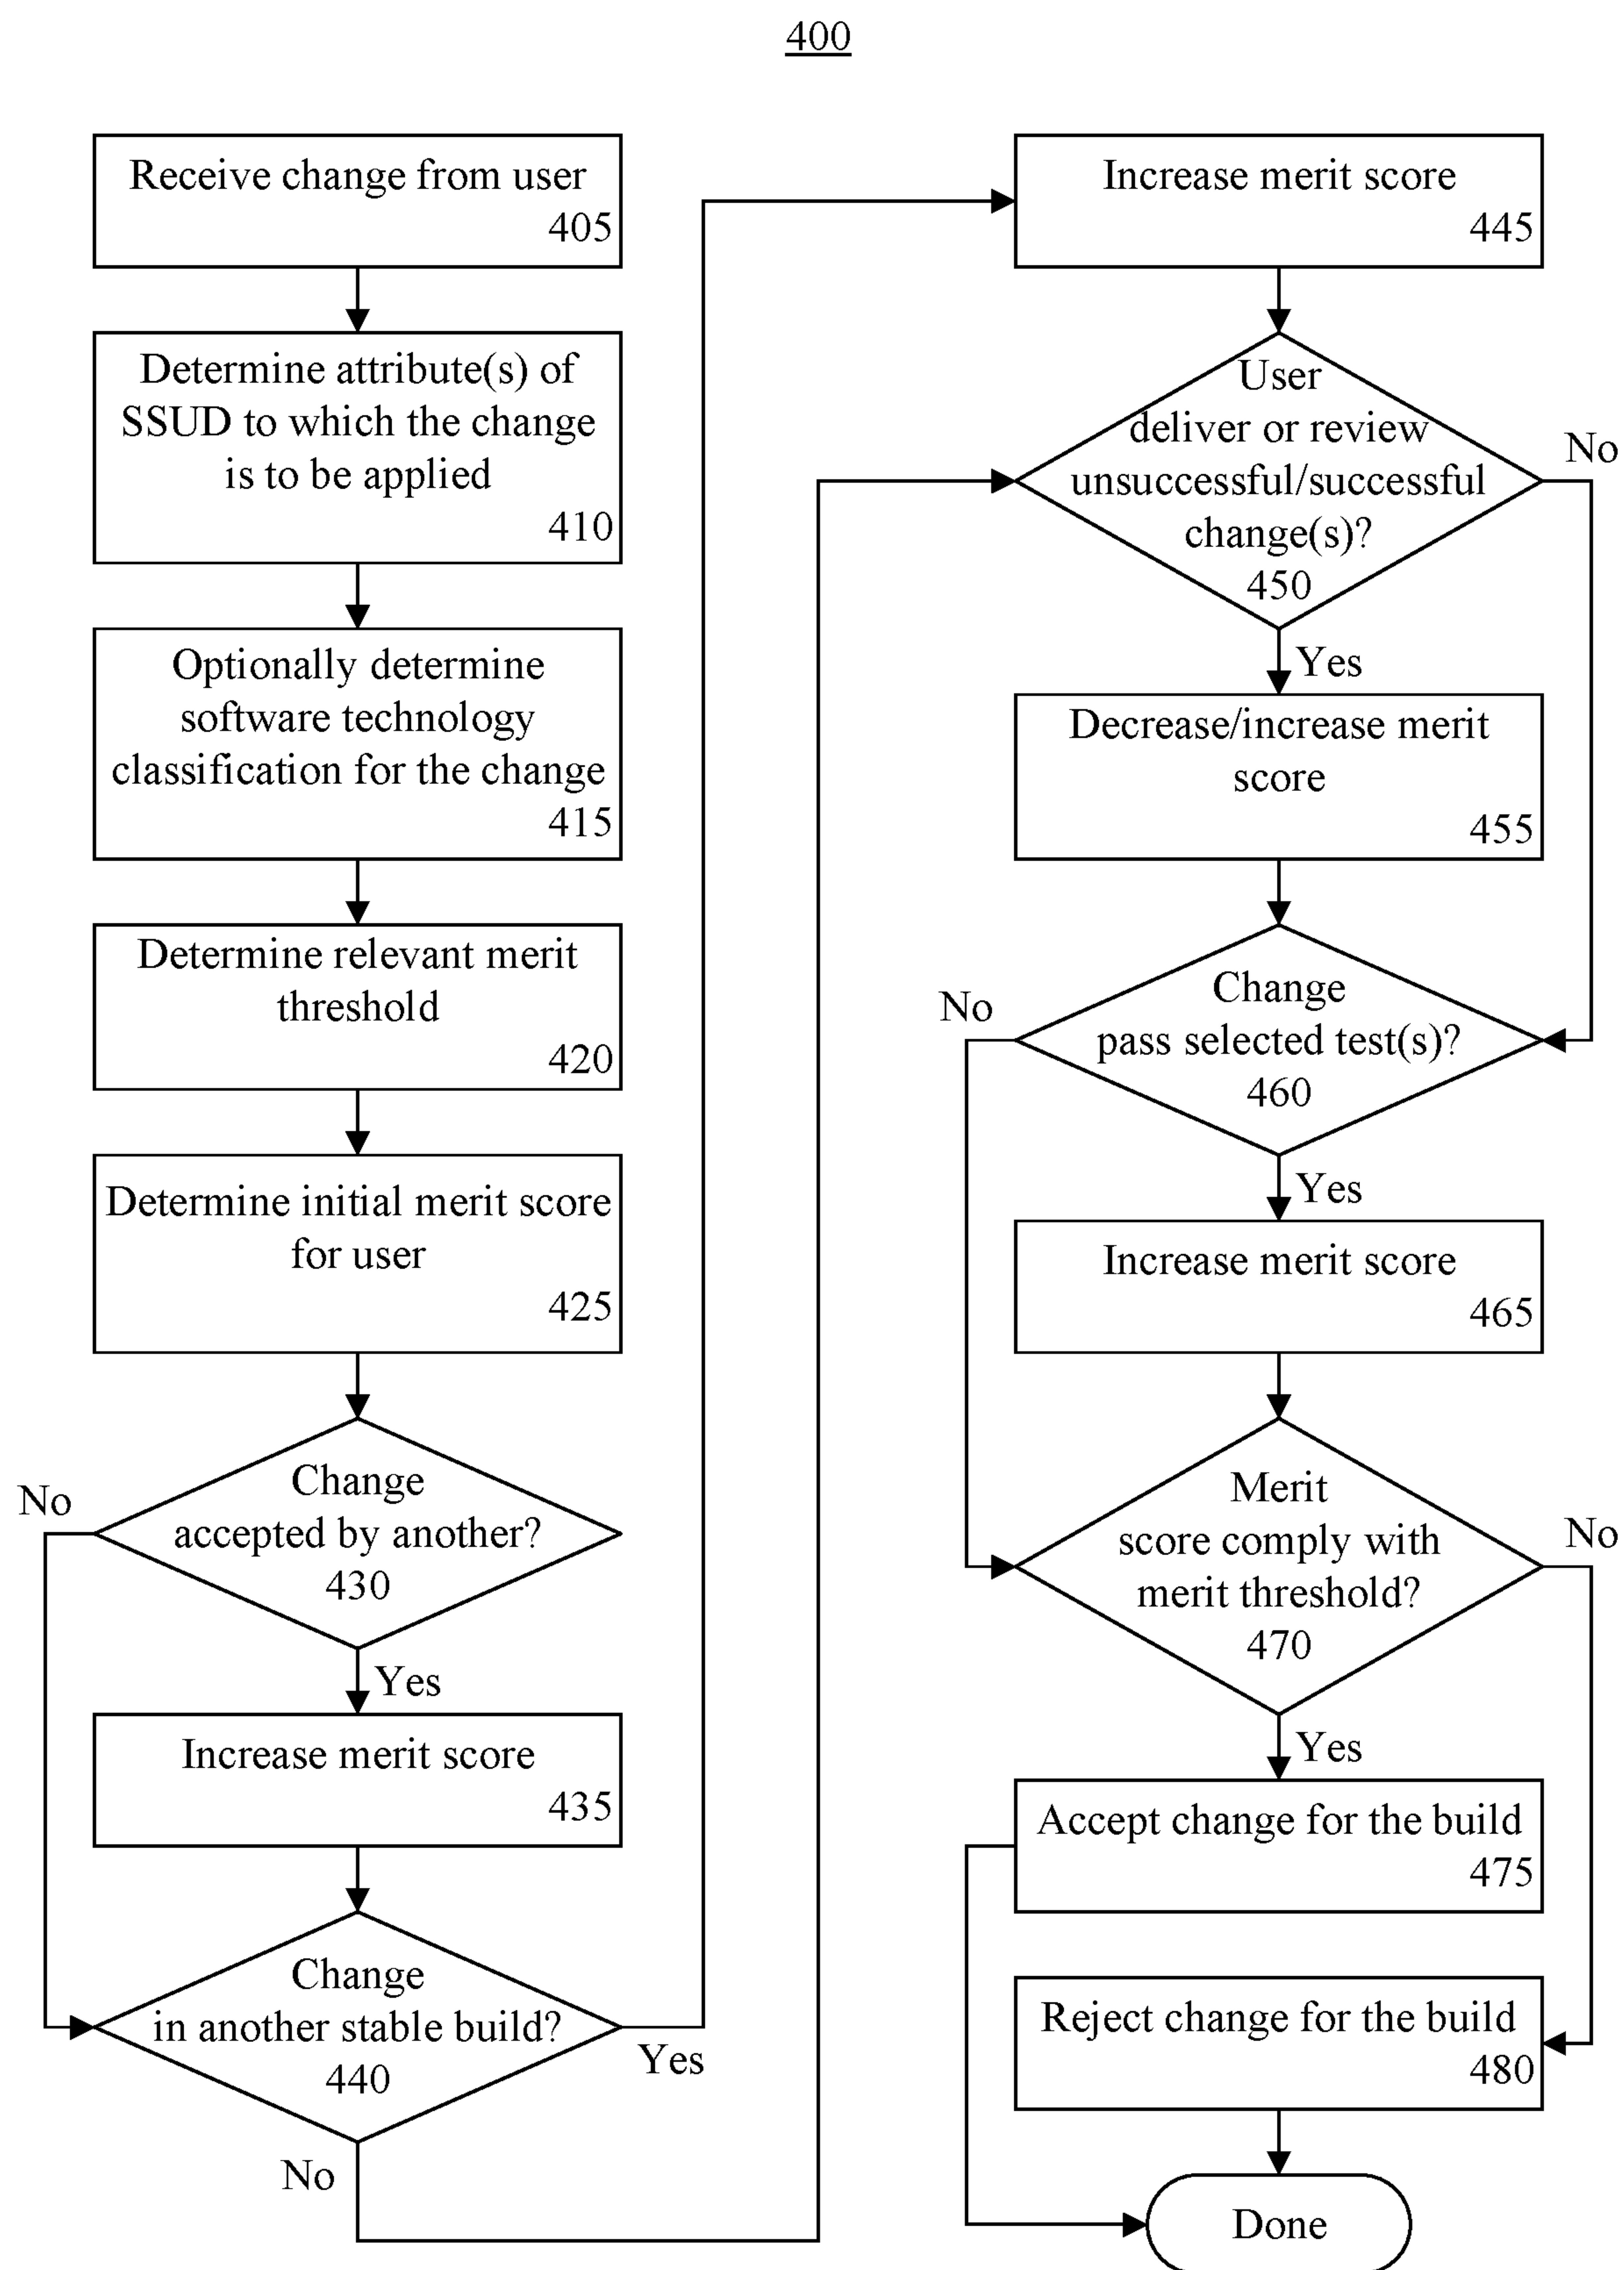 400
Receive change from user
405
Determine attribute(s) of
SSUD to which the change
is to be applied
410
Optionally determine
software technology
classification for the change
415
Determine relevant merit
threshold
420
Determine initial merit score
for user
425
Change
accepted by another?
430
No
Yes
Increase merit score
435
Change
in another stable build?
440
Yes
No
Increase merit score
445
User
deliver or review
unsuccessful/successful
change(s)?
450
No
Yes
Decrease/increase merit
score
455
Change
pass selected test(s)?
460
No
Yes
Increase merit score
465
Merit
score comply with
merit threshold?
470
No
Yes
Accept change for the build
475
Reject change for the build
480
Done